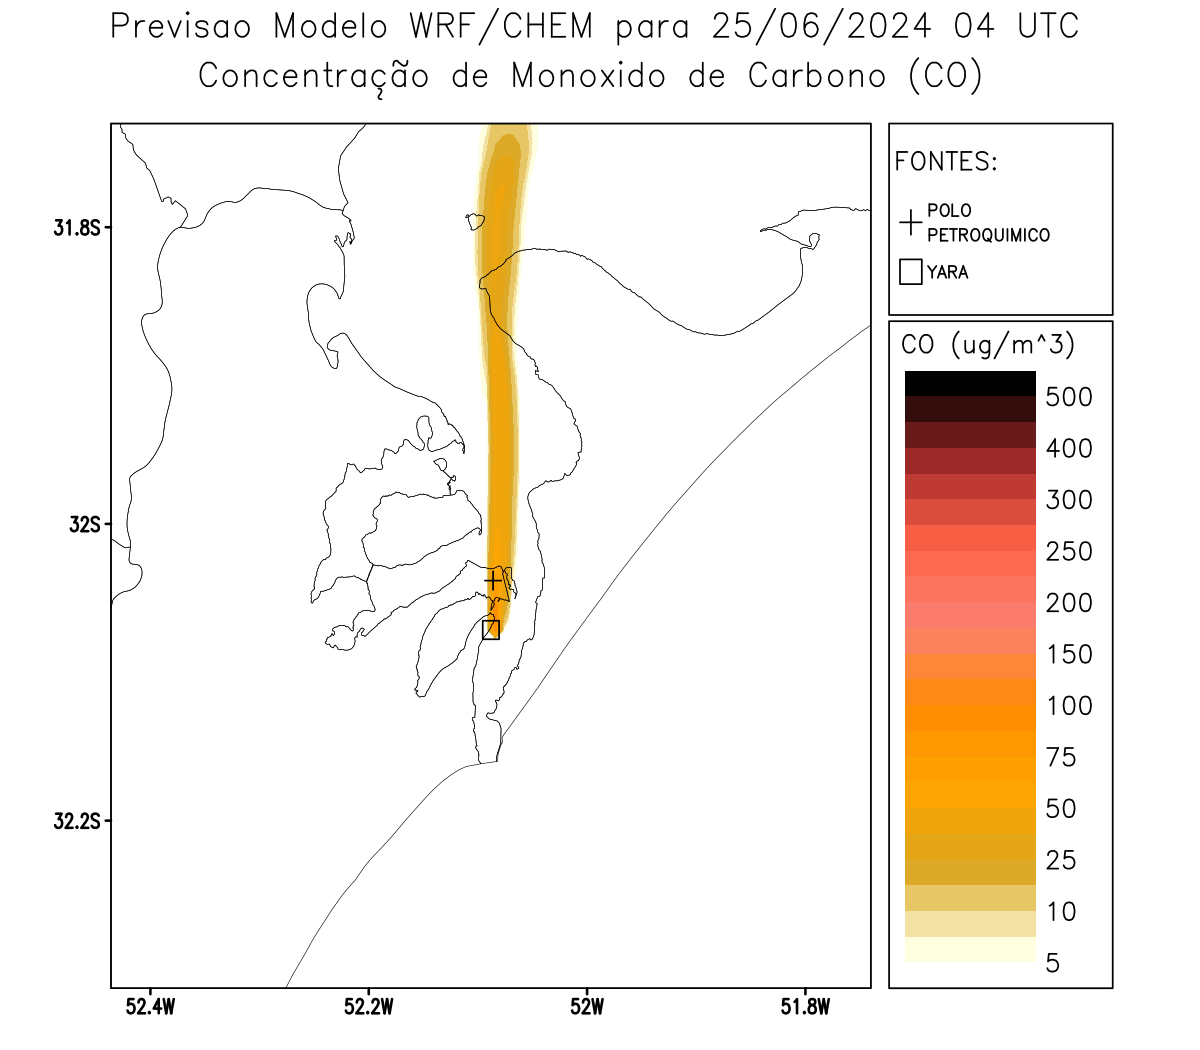 Previsao Modelo WRF/CHEM para 25/06/2024 04 UTC
Concentração de Monoxido de Carbono (CO)
FONTES:
POLO
PETROQUIMICO
YARA
31.8S
32S
32.2S
52.4W
52.2W
52W
51.8W
CO (ug/m^3)
500
400
300
250
200
150
100
75
50
25
10
5